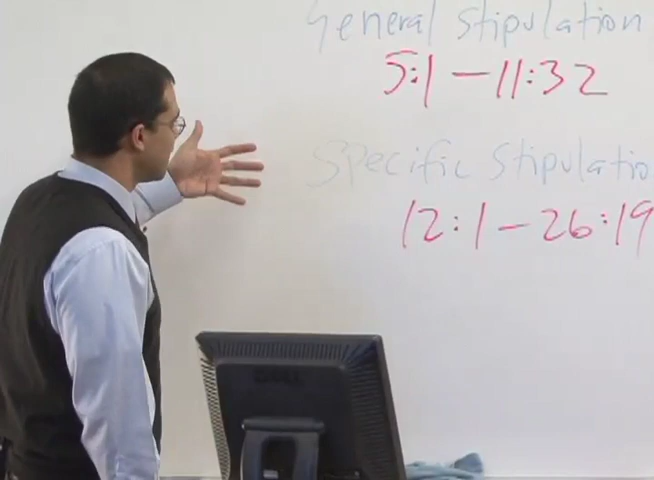 General Stipulation
5:1 — 11:32
Specific Stipulatio
12:1 — 26:19